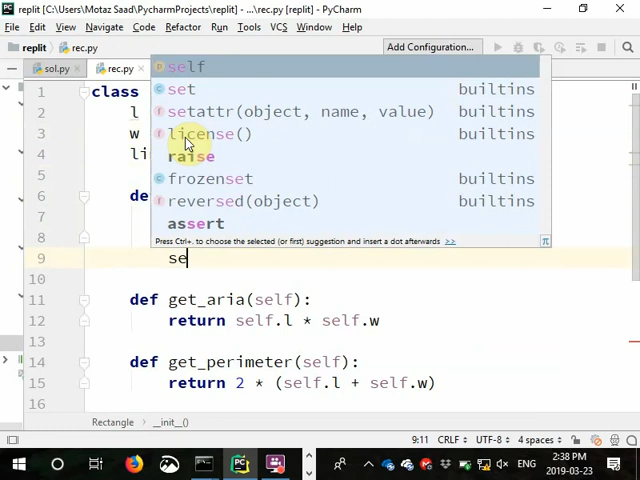 replit [C:\Users\Motaz Saad\PycharmProjects\replit] - ...\rec.py [replit] - PyCharm
File Edit View Navigate Code Refactor Run Tools VCS Window Help
replit rec.py Add Configuration...
sol.py rec.py
1 class
2 l
3 w
4 li
6 de
7
8
9 se
10
11 def get_aria(self):
12 return self.l * self.w
13
14 def get_perimeter(self):
15 return 2 * (self.l + self.w)
16
self
set builtins
setattr(object, name, value) builtins
license() builtins
raise
frozenset builtins
reversed(object) builtins
assert
Press Ctrl+. to choose the selected (or first) suggestion and insert a dot afterwards >> π
Rectangle __init__()
9:11 CRLF UTF-8 4 spaces
ENG 2:38 PM
2019-03-23